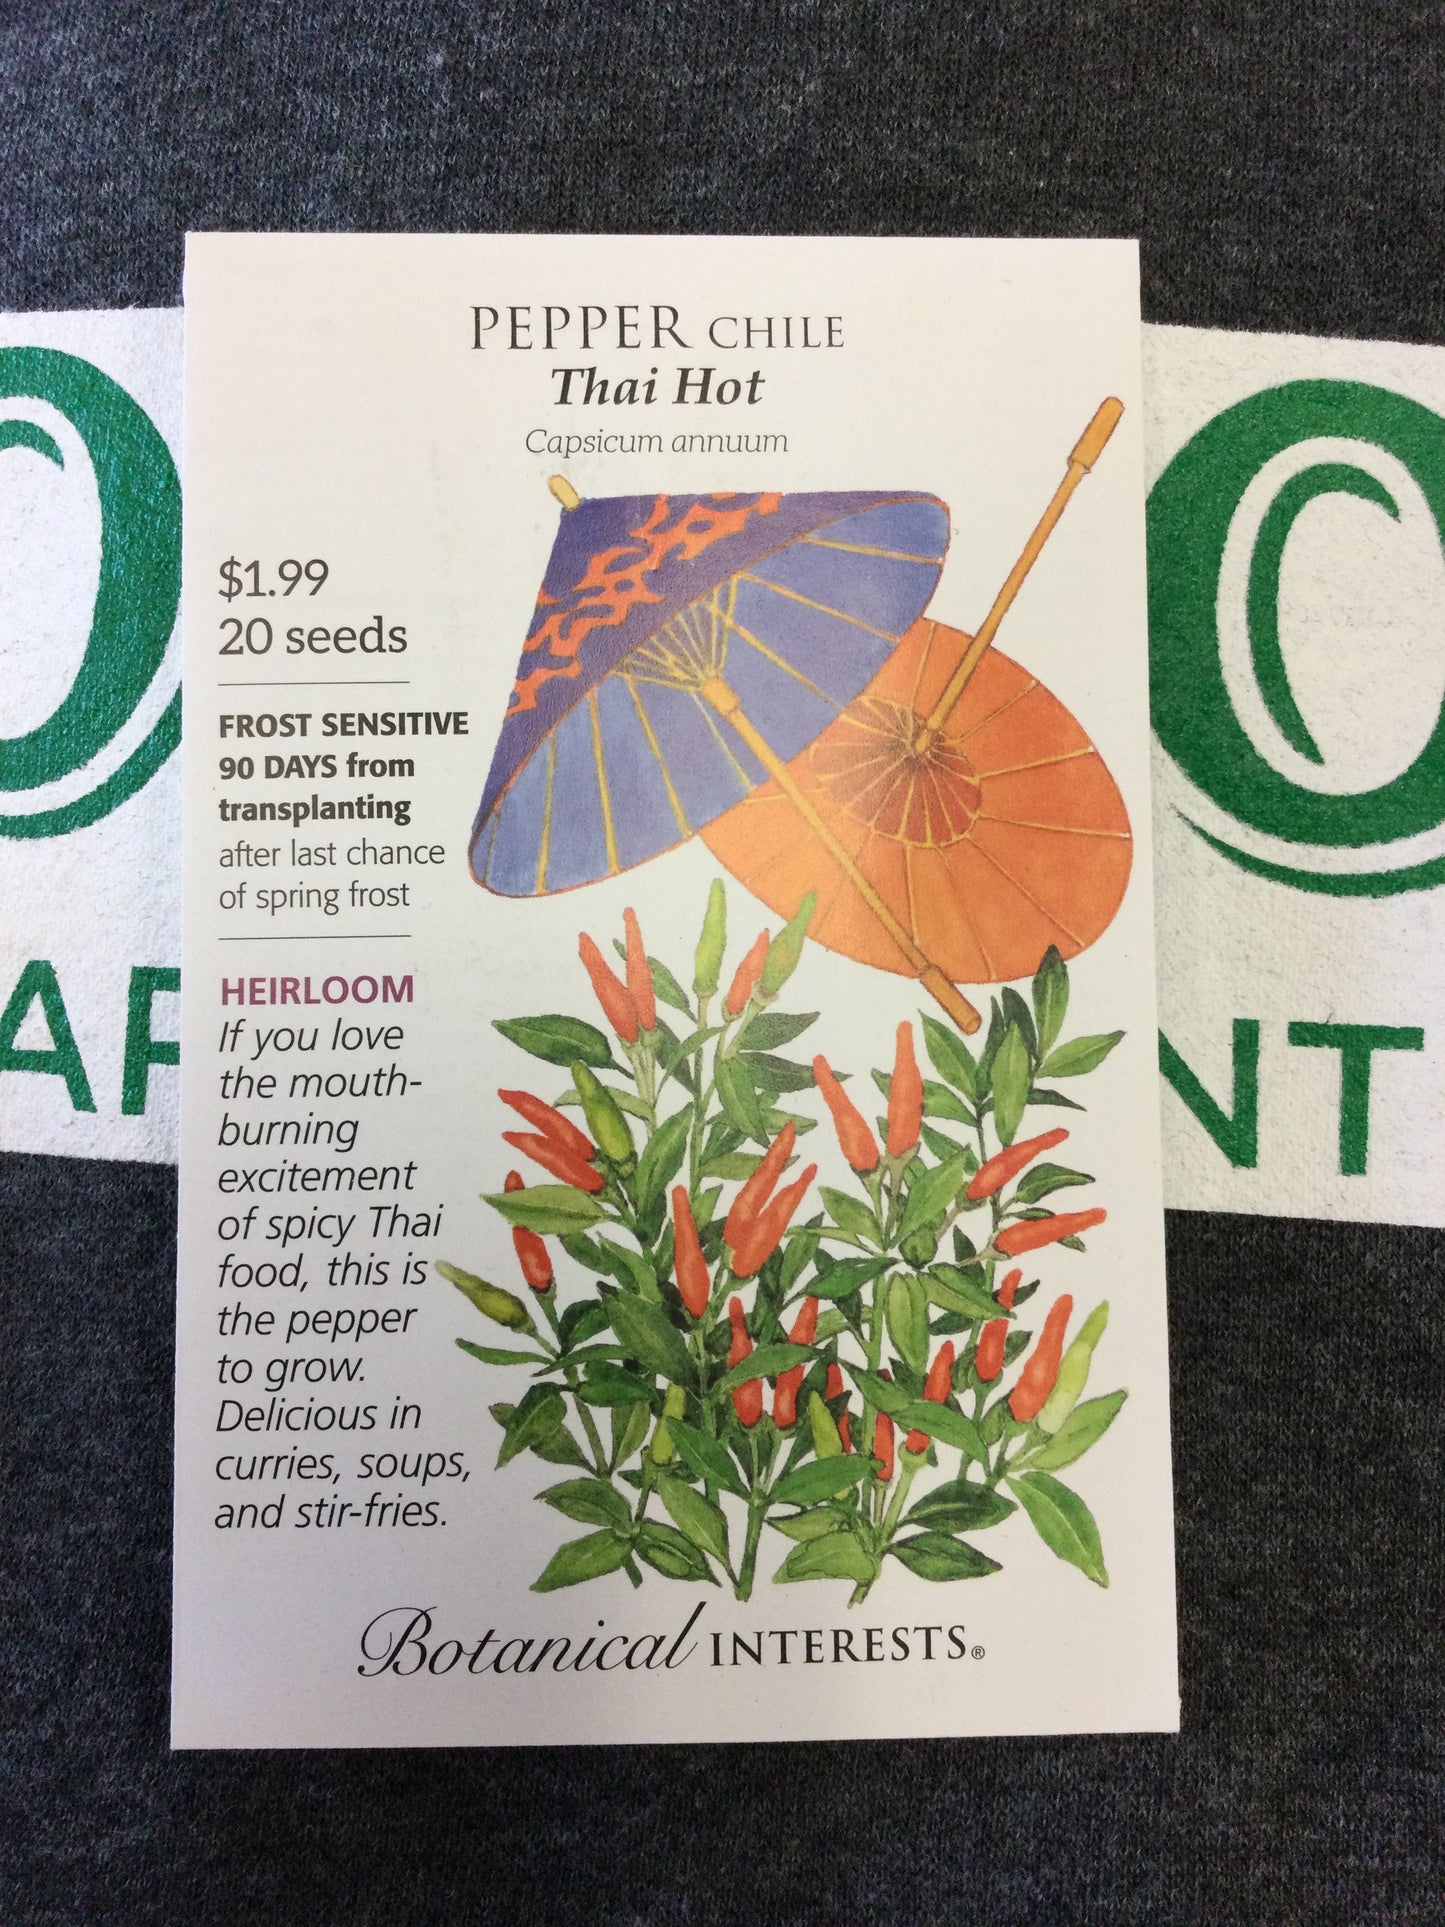 PEPPER CHILE
Thai Hot
Capsicum annuum
$1.99
20 seeds
FROST SENSITIVE
90 DAYS from
transplanting
after last chance
of spring frost
HEIRLOOM
If you love
the mouth-
burning
excitement
of spicy Thai
food, this is
the pepper
to grow.
Delicious in
curries, soups,
and stir-fries.
Botanical INTERESTS®